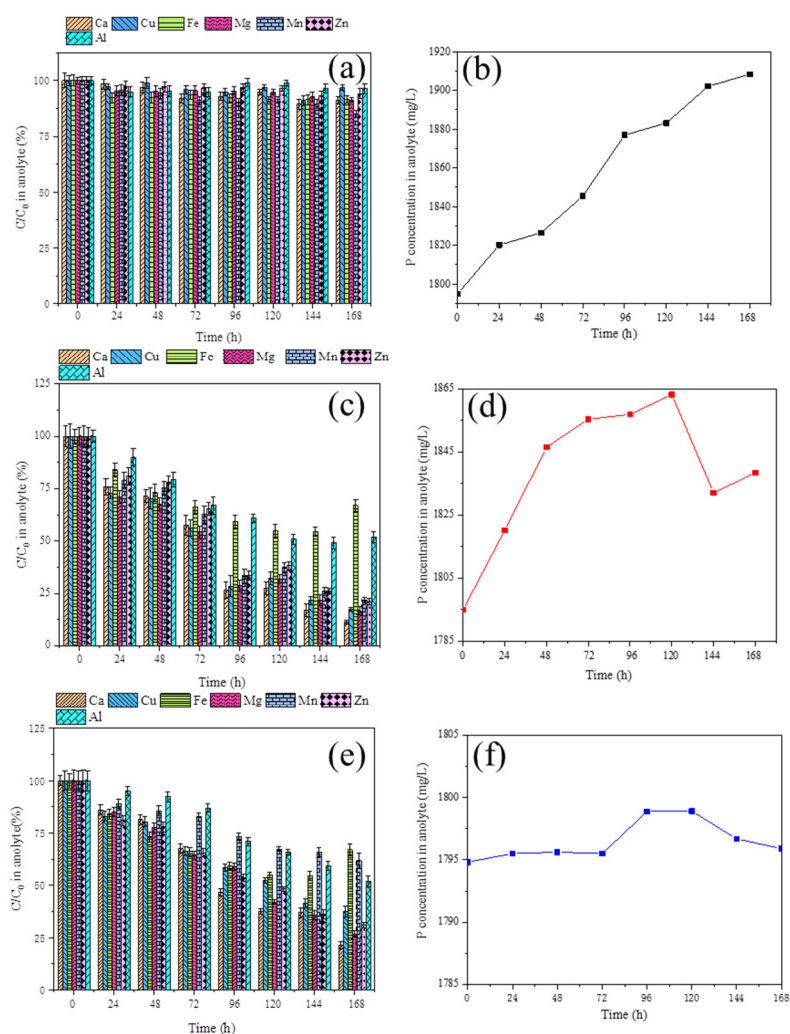 Ca Cu Fe Mg Mn Zn
Al
(a)
C/C0 in anolyte (%)
125
100
75
50
25
0
0 24 48 72 96 120 144 168
Time (h)
(b)
P concentration in anolyte (mg/L)
1920
1900
1880
1860
1840
1820
1800
0 24 48 72 96 120 144 168
Time (h)
Ca Cu Fe Mg Mn Zn
Al
(c)
C/C0 in anolyte (%)
125
100
75
50
25
0
0 24 48 72 96 120 144 168
Time (h)
(d)
P concentration in anolyte (mg/L)
1865
1845
1825
1805
1785
0 24 48 72 96 120 144 168
Time (h)
Ca Cu Fe Mg Mn Zn
Al
(e)
C/C0 in anolyte(%)
125
100
75
50
25
0
0 24 48 72 96 120 144 168
Time (h)
(f)
P concentration in anolyte (mg/L)
1805
1800
1795
1790
1785
0 24 48 72 96 120 144 168
Time (h)